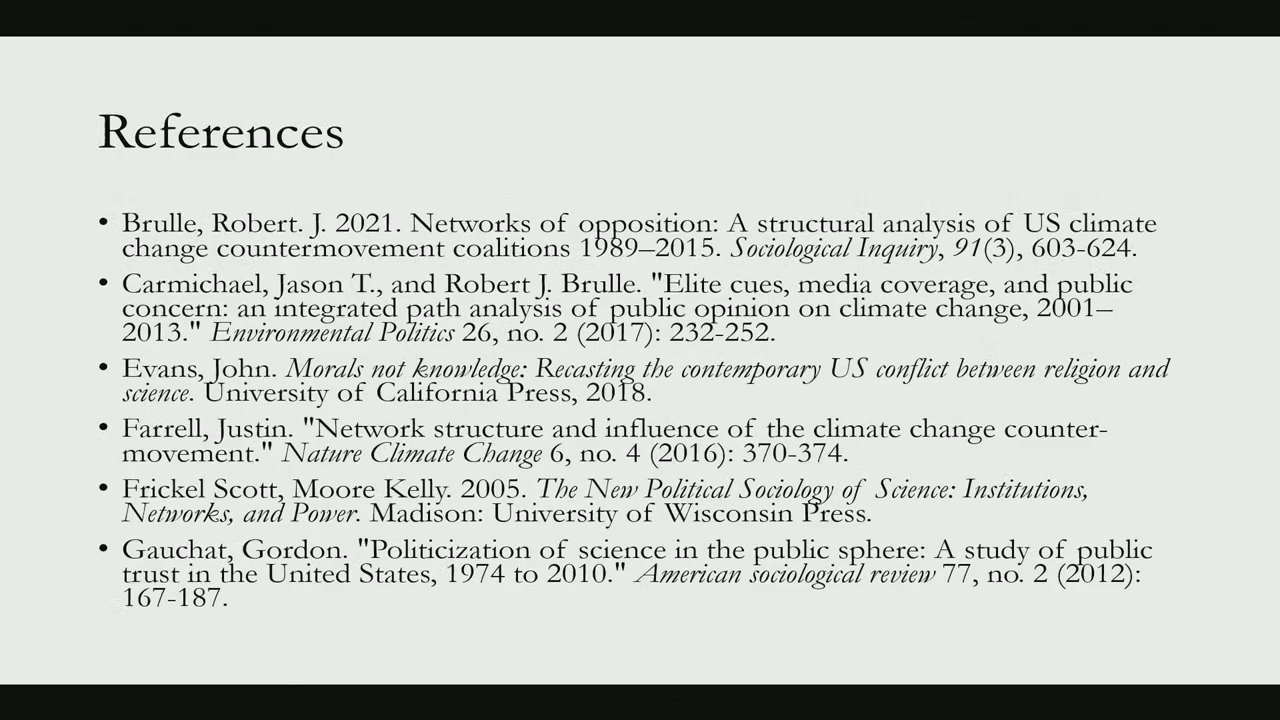 References
• Brulle, Robert. J. 2021. Networks of opposition: A structural analysis of US climate
change countermovement coalitions 1989–2015. Sociological Inquiry, 91(3), 603-624.
• Carmichael, Jason T., and Robert J. Brulle. "Elite cues, media coverage, and public
concern: an integrated path analysis of public opinion on climate change, 2001–
2013." Environmental Politics 26, no. 2 (2017): 232-252.
• Evans, John. Morals not knowledge: Recasting the contemporary US conflict between religion and
science. University of California Press, 2018.
• Farrell, Justin. "Network structure and influence of the climate change counter-
movement." Nature Climate Change 6, no. 4 (2016): 370-374.
• Frickel Scott, Moore Kelly. 2005. The New Political Sociology of Science: Institutions,
Networks, and Power. Madison: University of Wisconsin Press.
• Gauchat, Gordon. "Politicization of science in the public sphere: A study of public
trust in the United States, 1974 to 2010." American sociological review 77, no. 2 (2012):
167-187.